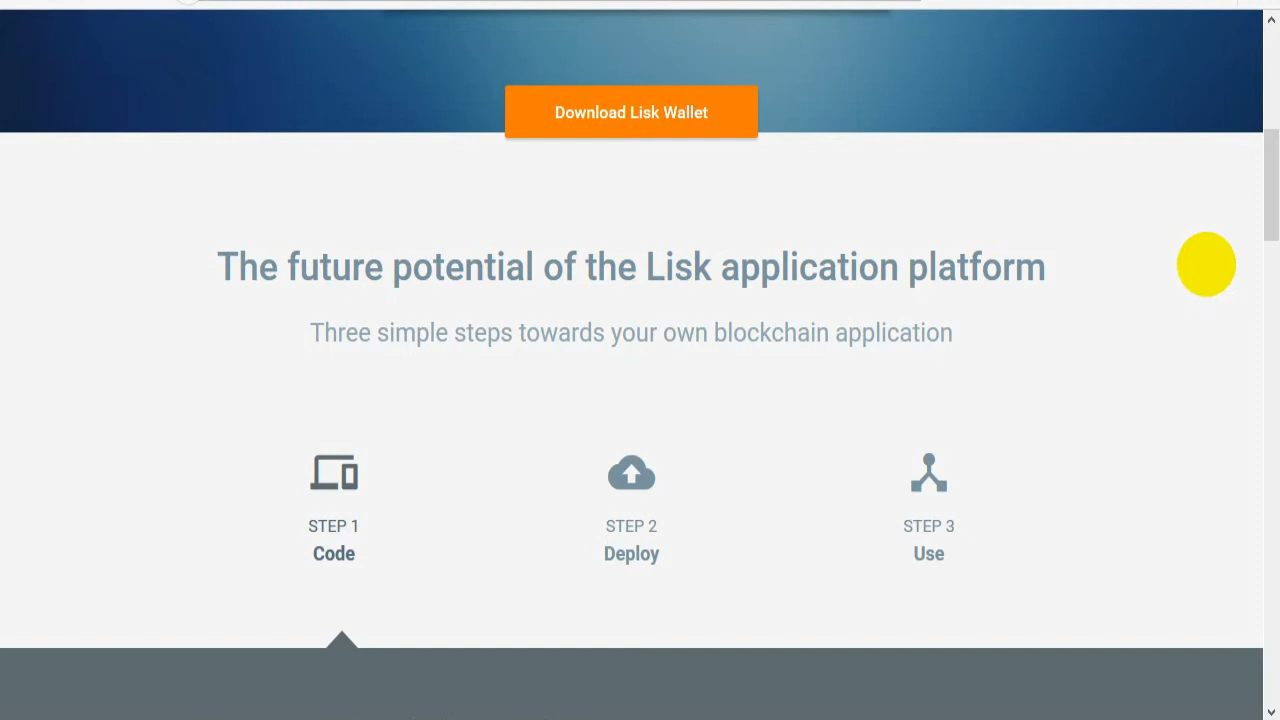 Download Lisk Wallet
The future potential of the Lisk application platform
Three simple steps towards your own blockchain application
STEP 1
Code
STEP 2
Deploy
STEP 3
Use